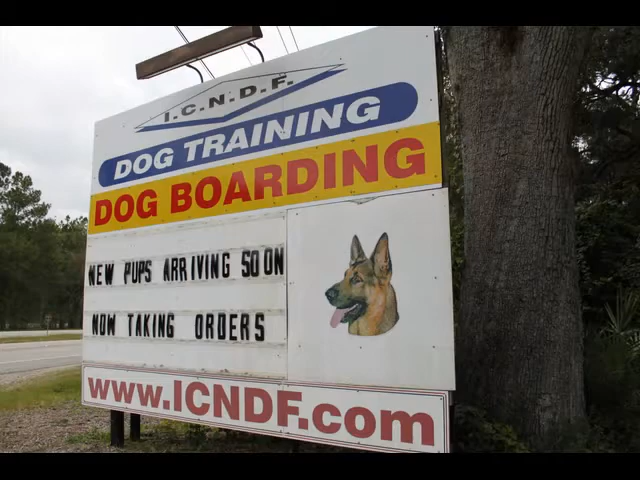 I.C.N.D.F.
DOG TRAINING
DOG BOARDING
NEW PUPS ARRIVING SOON
NOW TAKING ORDERS
www.ICNDF.com